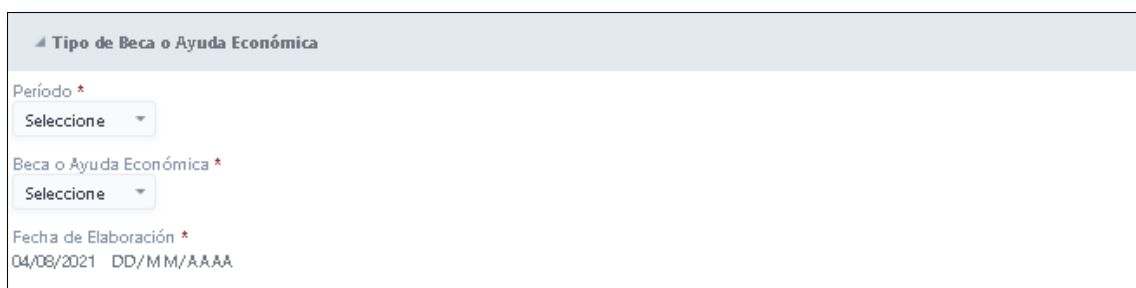 Tipo de Beca o Ayuda Económica
Período *
Seleccione
Beca o Ayuda Económica *
Seleccione
Fecha de Elaboración *
04/08/2021 DD/MM/AAAA